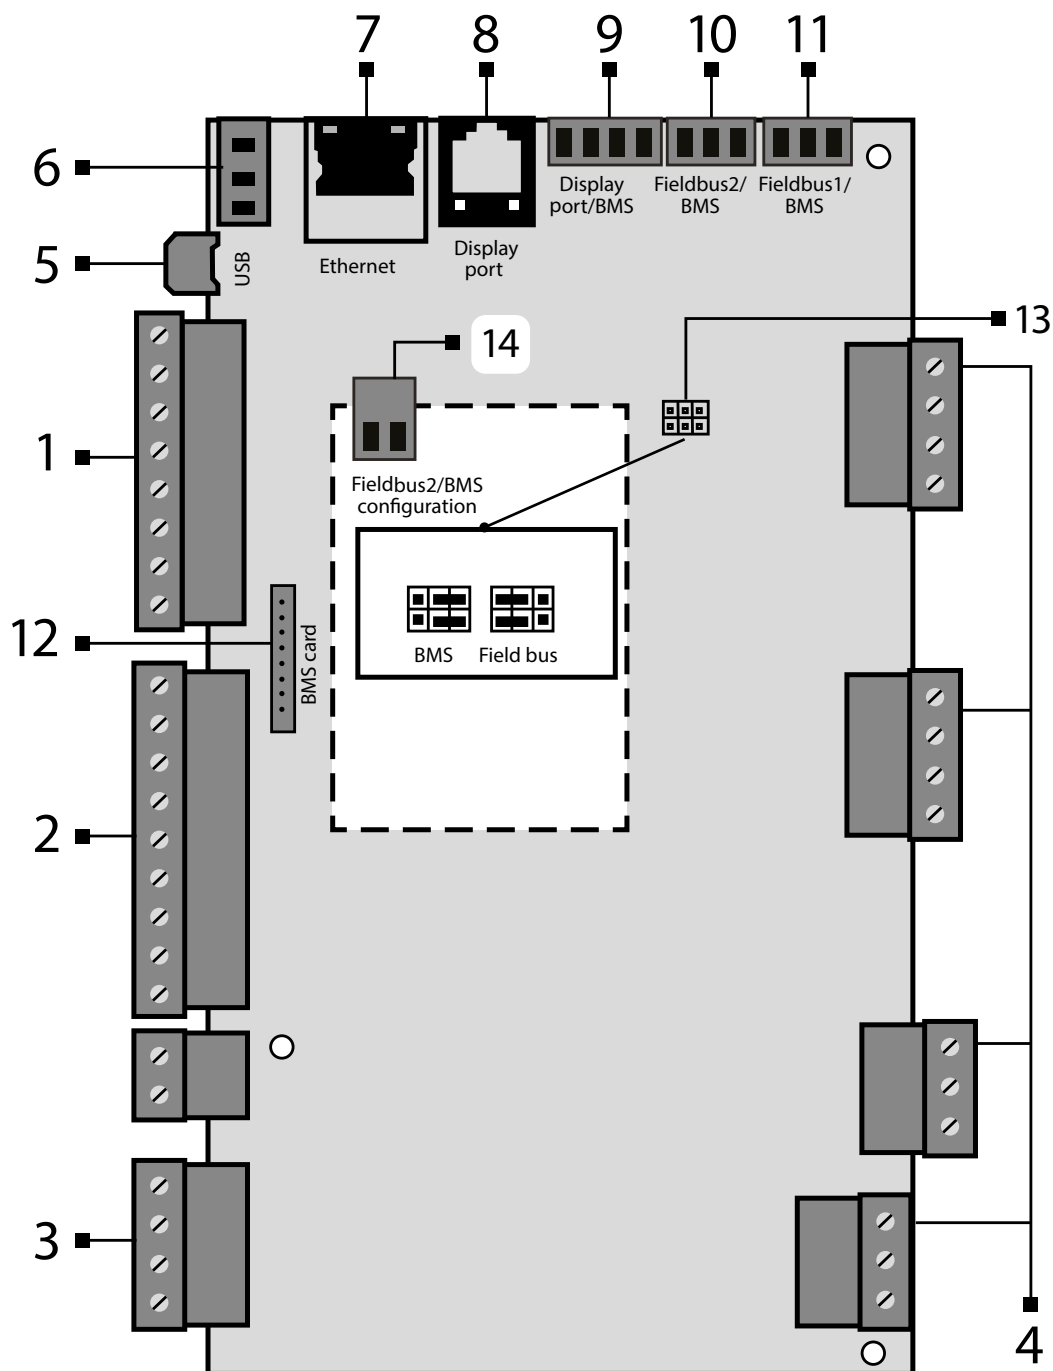 7
8
9
10
11
6
Display
port/BMS
Fieldbus2/
BMS
Fieldbus1/
BMS
5
USB
Ethernet
Display
port
14
13
1
Fieldbus2/BMS
configuration
12
BMS card
BMS
Field bus
2
3
4